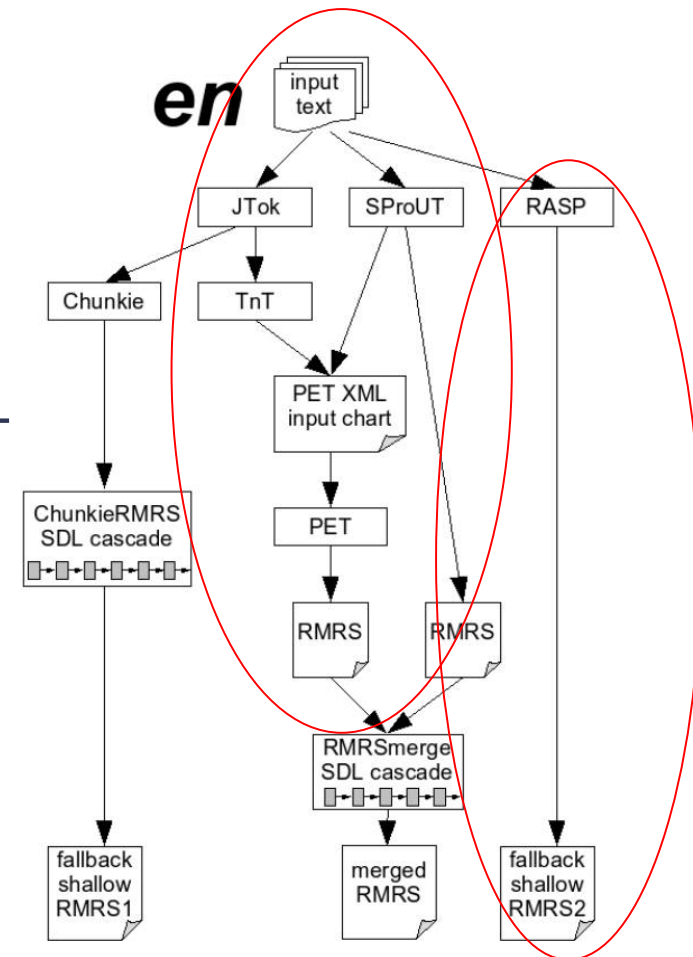 en
input
text
JTok
SProUT
RASP
Chunkie
TnT
PET XML
input chart
ChunkieRMRS
SDL cascade
PET
RMRS
RMRS
RMRSmerge
SDL cascade
fallback
shallow
RMRS1
merged
RMRS
fallback
shallow
RMRS2